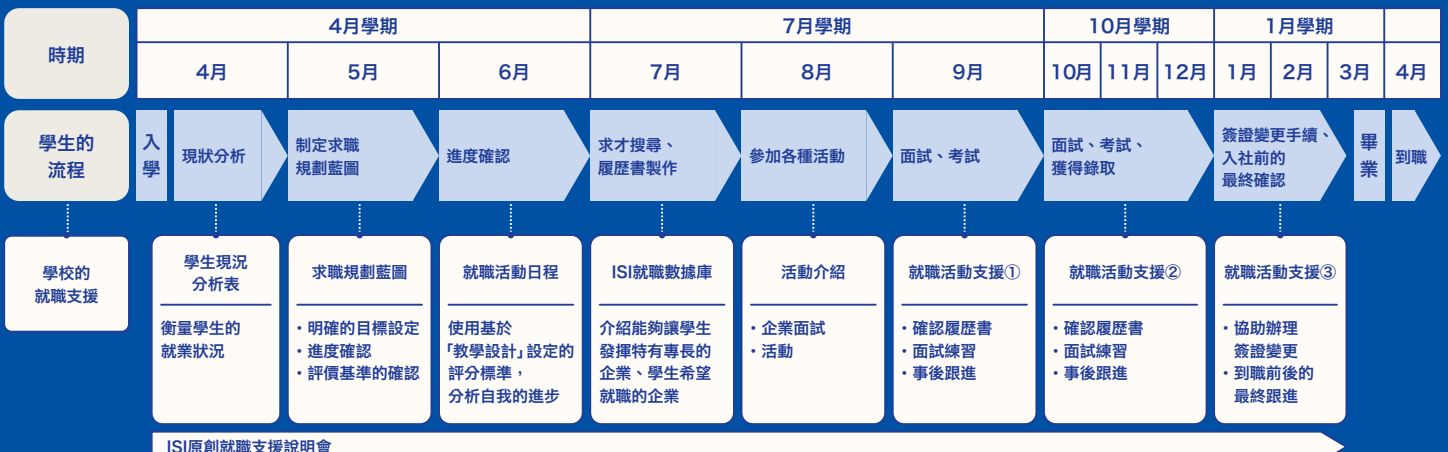 時期
4月學期
7月學期
10月學期
1月學期
4月
5月
6月
7月
8月
9月
10月
11月
12月
1月
2月
3月
4月
學生的
流程
入
學
現狀分析
制定求職
規劃藍圖
進度確認
求才搜尋、
履歷書製作
參加各種活動
面試、考試
面試、考試、
獲得錄取
簽證變更手續、
入社前的
最終確認
畢
業
到職
學校的
就職支援
學生現況
分析表
衡量學生的
就業狀況
求職規劃藍圖
・明確的目標設定
・進度確認
・評價基準的確認
就職活動日程
使用基於
「教學設計」設定的
評分標準，
分析自我的進步
ISI就職數據庫
介紹能夠讓學生
發揮特有專長的
企業、學生希望
就職的企業
活動介紹
・企業面試
・活動
就職活動支援①
・確認履歷書
・面試練習
・事後跟進
就職活動支援②
・確認履歷書
・面試練習
・事後跟進
就職活動支援③
・協助辦理
簽證變更
・到職前後的
最終跟進
ISI原創就職支援說明會